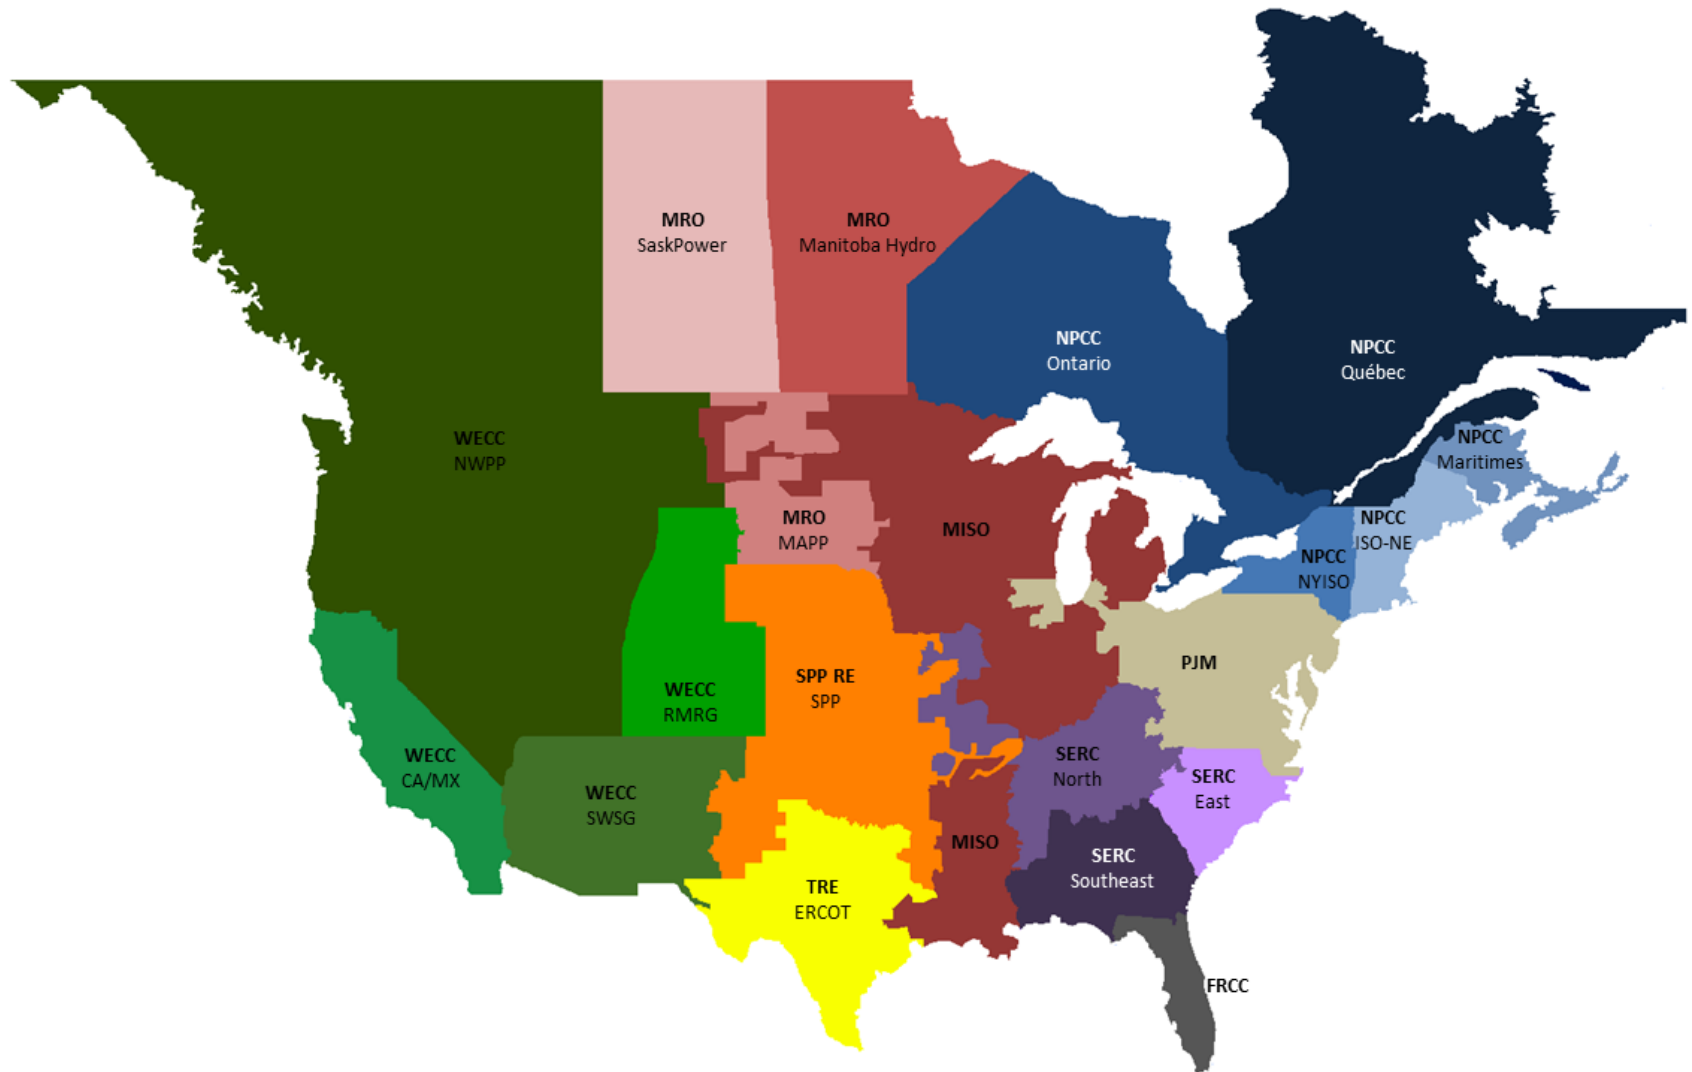 MRO
SaskPower
MRO
Manitoba Hydro
NPCC
Ontario
NPCC
Québec
WECC
NWPP
NPCC
Maritimes
MRO
MAPP
MISO
NPCC
ISO-NE
NPCC
NYISO
PJM
SPP RE
SPP
WECC
RMRG
WECC
CA/MX
SERC
North
SERC
East
WECC
SWSG
MISO
SERC
Southeast
TRE
ERCOT
FRCC